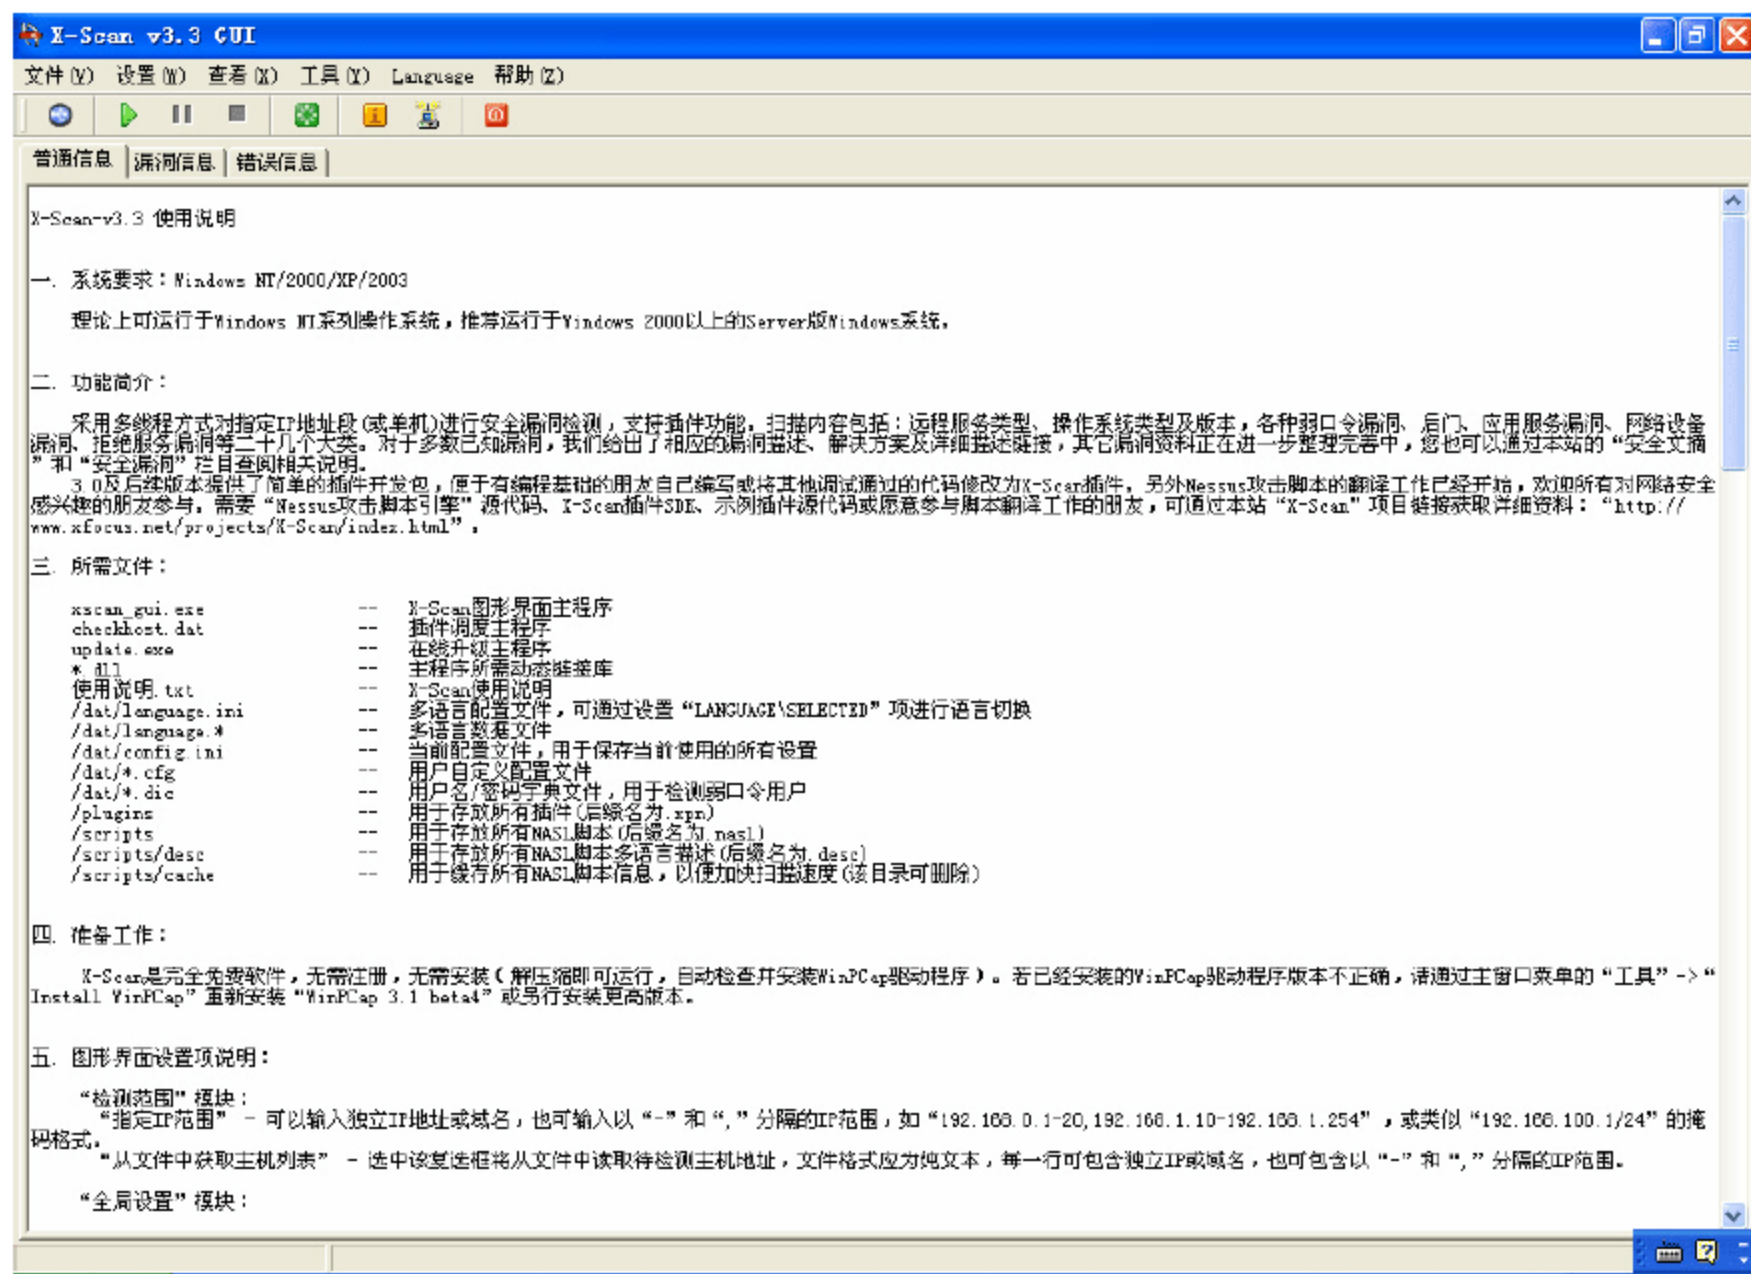 X-Scan v3.3 GUI
文件(V) 设置(W) 查看(X) 工具(Y) Language 帮助(Z)
普通信息 漏洞信息 错误信息
X-Scan-v3.3 使用说明
一. 系统要求：Windows NT/2000/XP/2003
理论上可运行于Windows NT系列操作系统，推荐运行于Windows 2000以上的Server版Windows系统。
二. 功能简介：
采用多线程方式对指定IP地址段(或单机)进行安全漏洞检测，支持插件功能。扫描内容包括：远程服务类型、操作系统类型及版本，各种弱口令漏洞、后门、应用服务漏洞、网络设备
漏洞、拒绝服务漏洞等二十几个大类。对于多数已知漏洞，我们给出了相应的漏洞描述、解决方案及详细描述链接，其它漏洞资料正在进一步整理完善中，您也可以通过本站的“安全文摘
”和“安全漏洞”栏目查阅相关说明。
3.0及后续版本提供了简单的插件开发包，便于有编程基础的朋友自己编写或将其他调试通过的代码修改为X-Scan插件。另外Nessus攻击脚本的翻译工作已经开始，欢迎所有对网络安全
感兴趣的朋友参与。需要“Nessus攻击脚本引擎”源代码、X-Scan插件SDK、示例插件源代码或愿意参与脚本翻译工作的朋友，可通过本站“X-Scan”项目链接获取详细资料：“http://
www.xfocus.net/projects/X-Scan/index.html”。
三. 所需文件：
xscan_gui.exe -- X-Scan图形界面主程序
checkhost.dat -- 插件调度主程序
update.exe -- 在线升级主程序
*.dll -- 主程序所需动态链接库
使用说明.txt -- X-Scan使用说明
/dat/language.ini -- 多语言配置文件，可通过设置“LANGUAGE\SELECTED”项进行语言切换
/dat/language.* -- 多语言数据文件
/dat/config.ini -- 当前配置文件，用于保存当前使用的所有设置
/dat/*.cfg -- 用户自定义配置文件
/dat/*.dic -- 用户名/密码字典文件，用于检测弱口令用户
/plugins -- 用于存放所有插件(后缀名为.xpn)
/scripts -- 用于存放所有NASL脚本(后缀名为.nasl)
/scripts/desc -- 用于存放所有NASL脚本多语言描述(后缀名为.desc)
/scripts/cache -- 用于缓存所有NASL脚本信息，以便加快扫描速度(该目录可删除)
四. 准备工作：
X-Scan是完全免费软件，无需注册，无需安装(解压缩即可运行，自动检查并安装WinPCap驱动程序)。若已经安装的WinPCap驱动程序版本不正确，请通过主窗口菜单的“工具”->“
Install WinPCap”重新安装“WinPCap 3.1 beta4”或另行安装更高版本。
五. 图形界面设置项说明：
“检测范围”模块：
“指定IP范围” - 可以输入独立IP地址或域名，也可输入以“-”和“,”分隔的IP范围，如“192.168.0.1-20,192.168.1.10-192.168.1.254”，或类似“192.168.100.1/24”的掩
码格式。
“从文件中获取主机列表” - 选中该复选框将从文件中读取待检测主机地址，文件格式应为纯文本，每一行可包含独立IP或域名，也可包含以“-”和“,”分隔的IP范围。
“全局设置”模块：